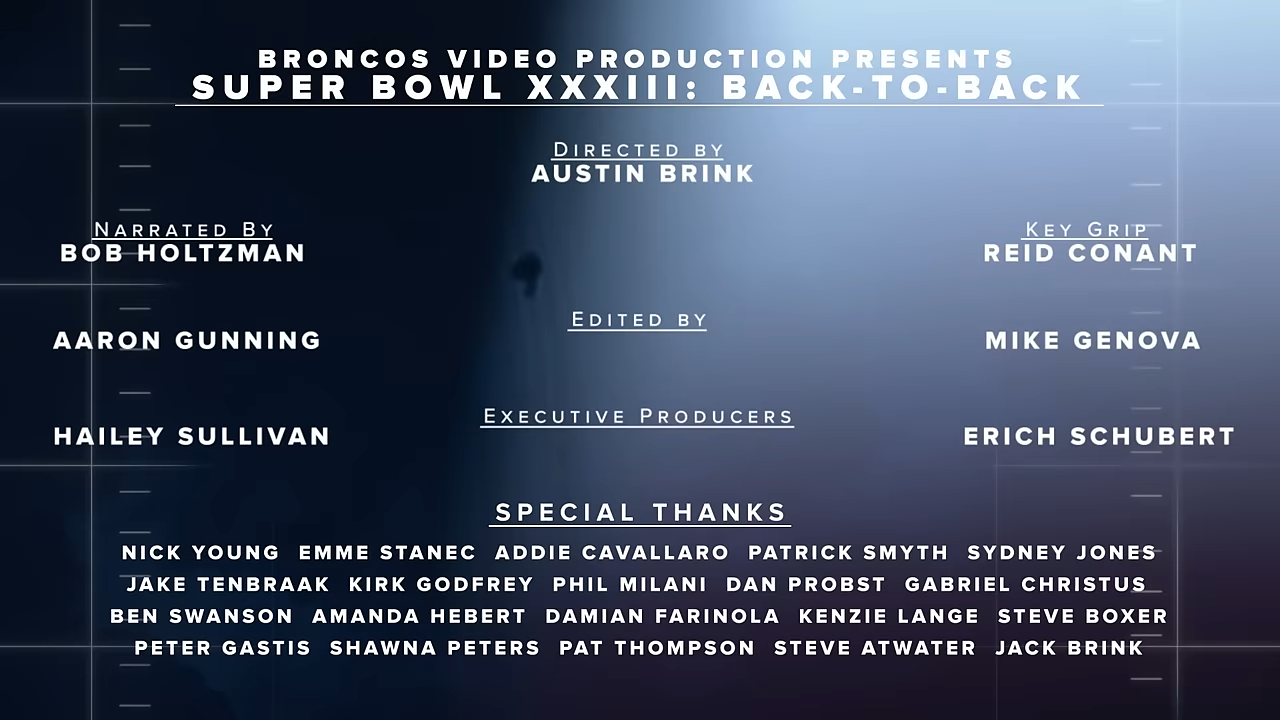 BRONCOS VIDEO PRODUCTION PRESENTS
SUPER BOWL XXXIII: BACK-TO-BACK
DIRECTED BY
AUSTIN BRINK
NARRATED BY
BOB HOLTZMAN
KEY GRIP
REID CONANT
EDITED BY
AARON GUNNING
MIKE GENOVA
EXECUTIVE PRODUCERS
HAILEY SULLIVAN
ERICH SCHUBERT
SPECIAL THANKS
NICK YOUNG EMME STANEC ADDIE CAVALLARO PATRICK SMYTH SYDNEY JONES
JAKE TENBRAAK KIRK GODFREY PHIL MILANI DAN PROBST GABRIEL CHRISTUS
BEN SWANSON AMANDA HEBERT DAMIAN FARINOLA KENZIE LANGE STEVE BOXER
PETER GASTIS SHAWNA PETERS PAT THOMPSON STEVE ATWATER JACK BRINK